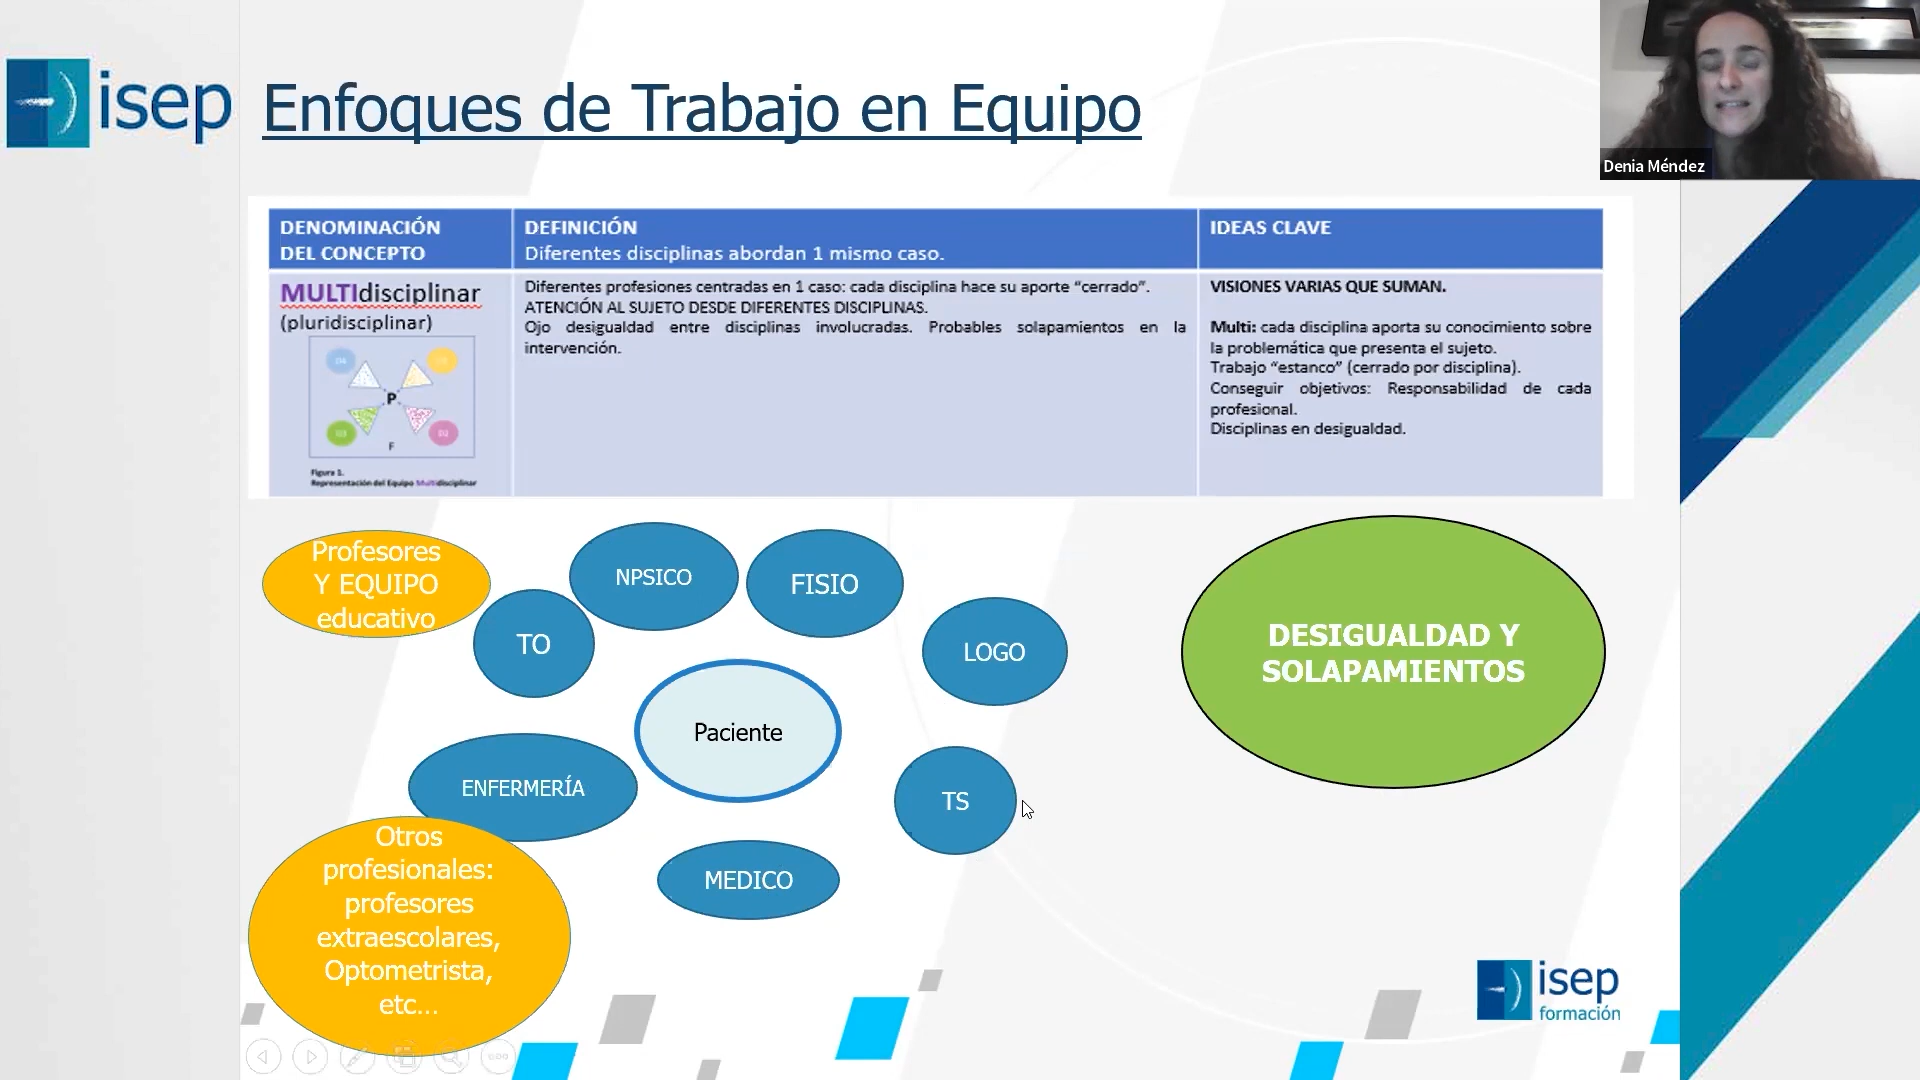 isep
Enfoques de Trabajo en Equipo
Denia Méndez
DENOMINACIÓN
DEL CONCEPTO
DEFINICIÓN
Diferentes disciplinas abordan 1 mismo caso.
IDEAS CLAVE
MULTIdisciplinar
(pluridisciplinar)
D4
P
D3
D2
F
Figura 1.
Representación del Equipo Multidisciplinar
Diferentes profesiones centradas en 1 caso: cada disciplina hace su aporte “cerrado”.
ATENCIÓN AL SUJETO DESDE DIFERENTES DISCIPLINAS.
Ojo desigualdad entre disciplinas involucradas. Probables solapamientos en la
intervención.
VISIONES VARIAS QUE SUMAN.
Multi: cada disciplina aporta su conocimiento sobre
la problemática que presenta el sujeto.
Trabajo “estanco” (cerrado por disciplina).
Conseguir objetivos: Responsabilidad de cada
profesional.
Disciplinas en desigualdad.
Profesores
Y EQUIPO
educativo
TO
NPSICO
FISIO
LOGO
Paciente
ENFERMERÍA
TS
MEDICO
Otros
profesionales:
profesores
extraescolares,
Optometrista,
etc...
DESIGUALDAD Y
SOLAPAMIENTOS
isep
formación